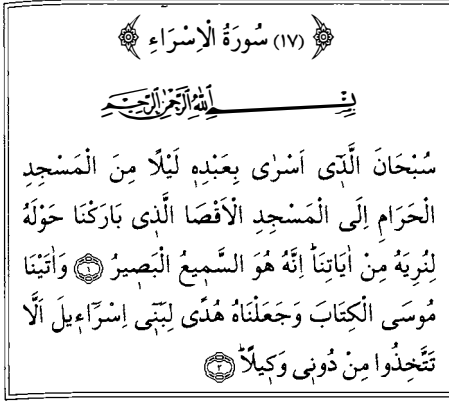 (١٧) سُورَةُ الْاِسْرَاءِ
بِسْمِ اللّٰهِ الرَّحْمٰنِ الرَّحٖيمِ
سُبْحَانَ الَّذٖٓى اَسْرٰى بِعَبْدِهٖ لَيْلًا مِنَ الْمَسْجِدِ
الْحَرَامِ اِلَى الْمَسْجِدِ الْاَقْصَا الَّذٖى بَارَكْنَا حَوْلَهُ
لِنُرِيَهُ مِنْ اٰيَاتِنَاۜ اِنَّهُ هُوَ السَّمٖيعُ الْبَصٖيرُ ﴿١﴾ وَاٰتَيْنَا
مُوسَى الْكِتَابَ وَجَعَلْنَاهُ هُدًى لِبَنٖٓى اِسْرَٓاءٖيلَ اَلَّا
تَتَّخِذُوا مِنْ دُونٖى وَكٖيلًاۜ ﴿٢﴾